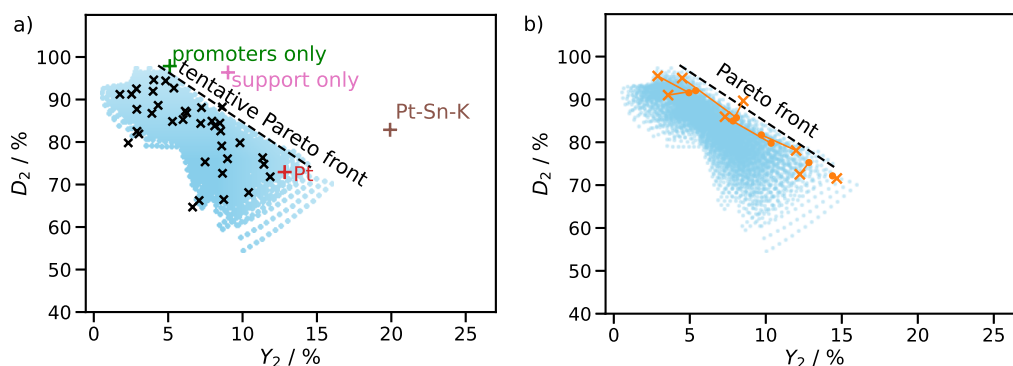 a)
100
90
80
70
60
50
40
D2 / %
0
5
10
15
20
25
Y2 / %
promoters only
support only
tentative Pareto front
Pt-Sn-K
Pt
b)
100
90
80
70
60
50
40
D2 / %
0
5
10
15
20
25
Y2 / %
Pareto front